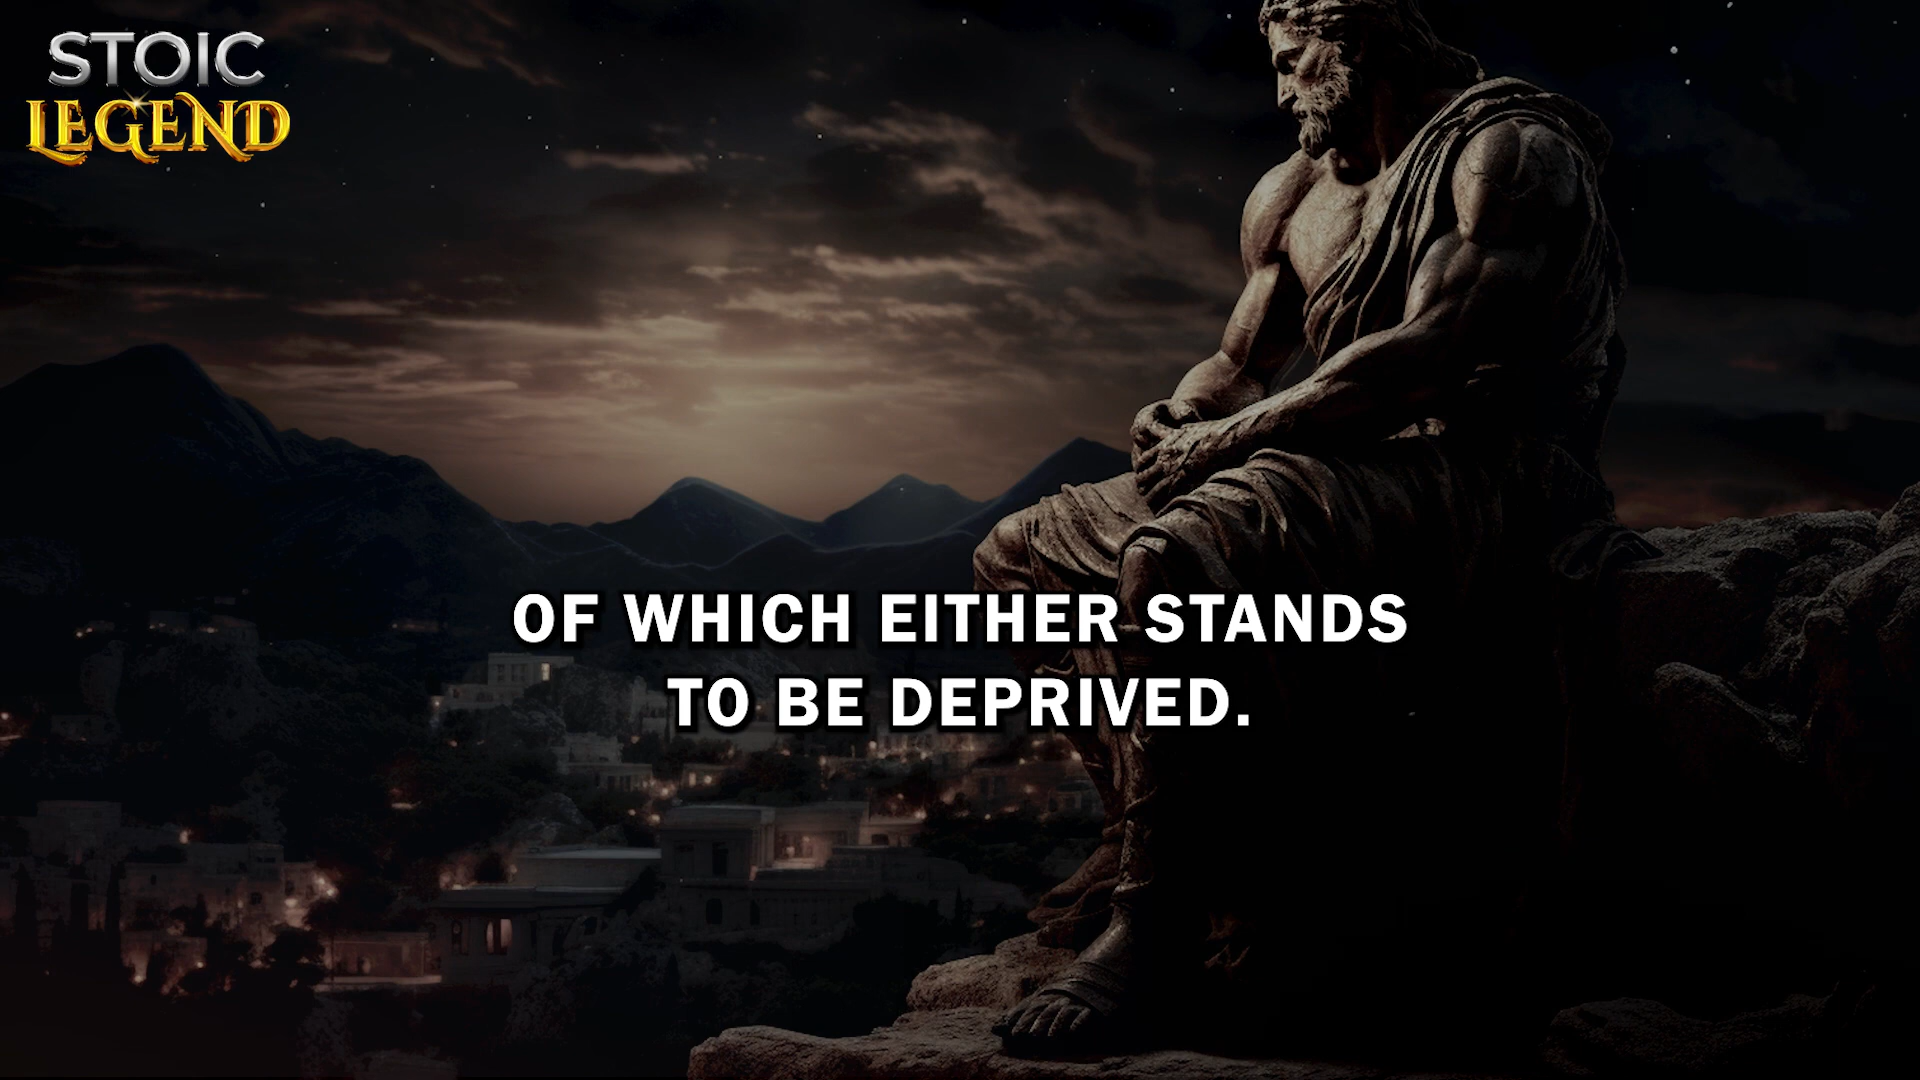 STOIC
LEGEND
OF WHICH EITHER STANDS
TO BE DEPRIVED.